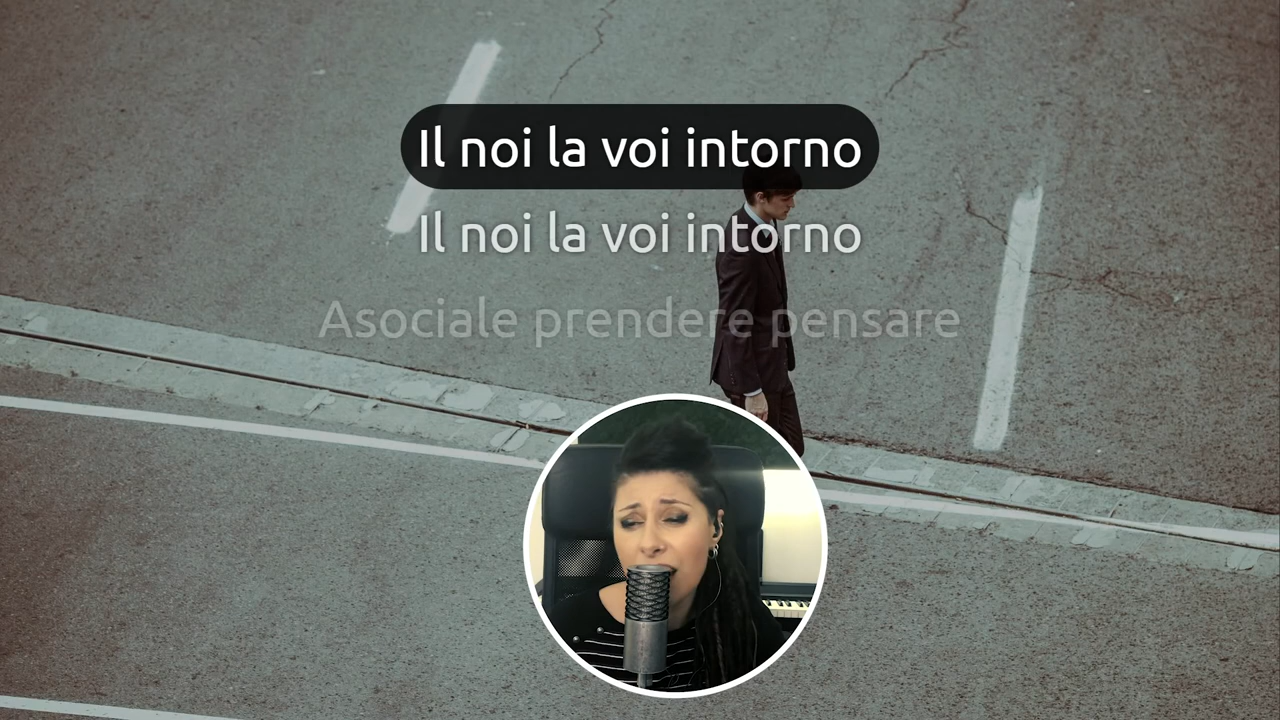 Il noi la voi intorno
Il noi la voi intorno
Asociale prendere pensare